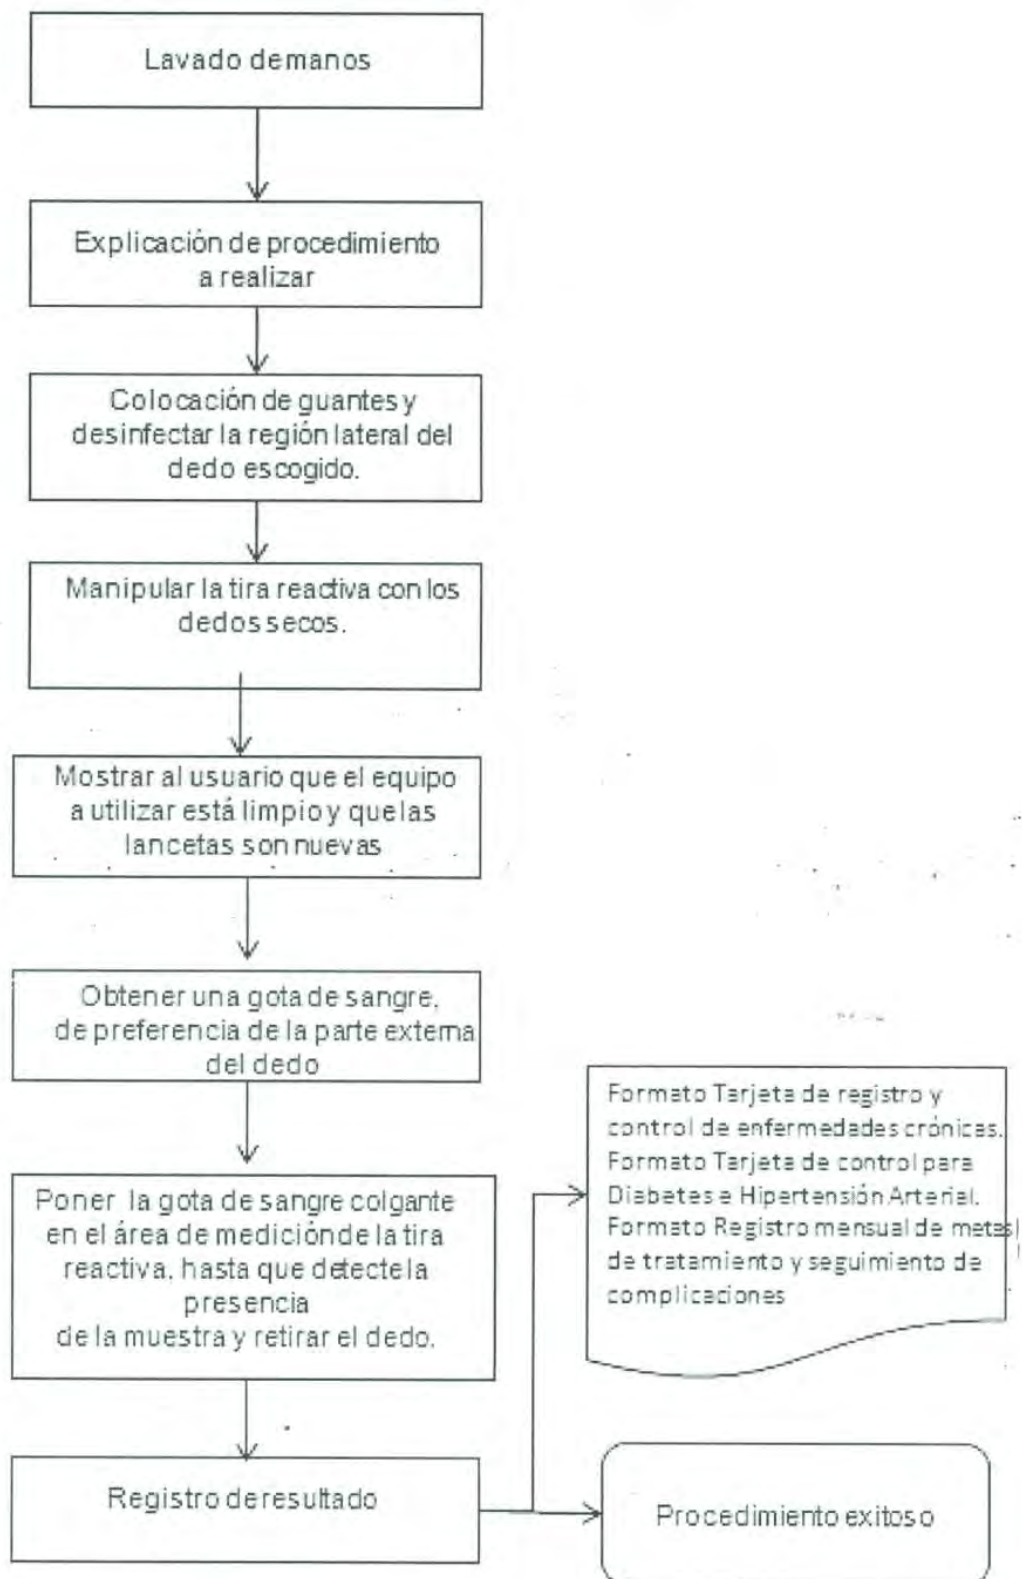 Lavado de manos
Explicación de procedimiento
a realizar
Colocación de guantes y
desinfectar la región lateral del
dedo escogido.
Manipular la tira reactiva con los
dedos secos.
Mostrar al usuario que el equipo
a utilizar está limpio y que las
lancetas son nuevas
Obtener una gota de sangre,
de preferencia de la parte externa
del dedo
Poner la gota de sangre colgante
en el área de medición de la tira
reactiva, hasta que detecte la
presencia
de la muestra y retirar el dedo.
Registro de resultado
Formato Tarjeta de registro y
control de enfermedades crónicas.
Formato Tarjeta de control para
Diabetes e Hipertensión Arterial.
Formato Registro mensual de metas
de tratamiento y seguimiento de
complicaciones
Procedimiento exitoso